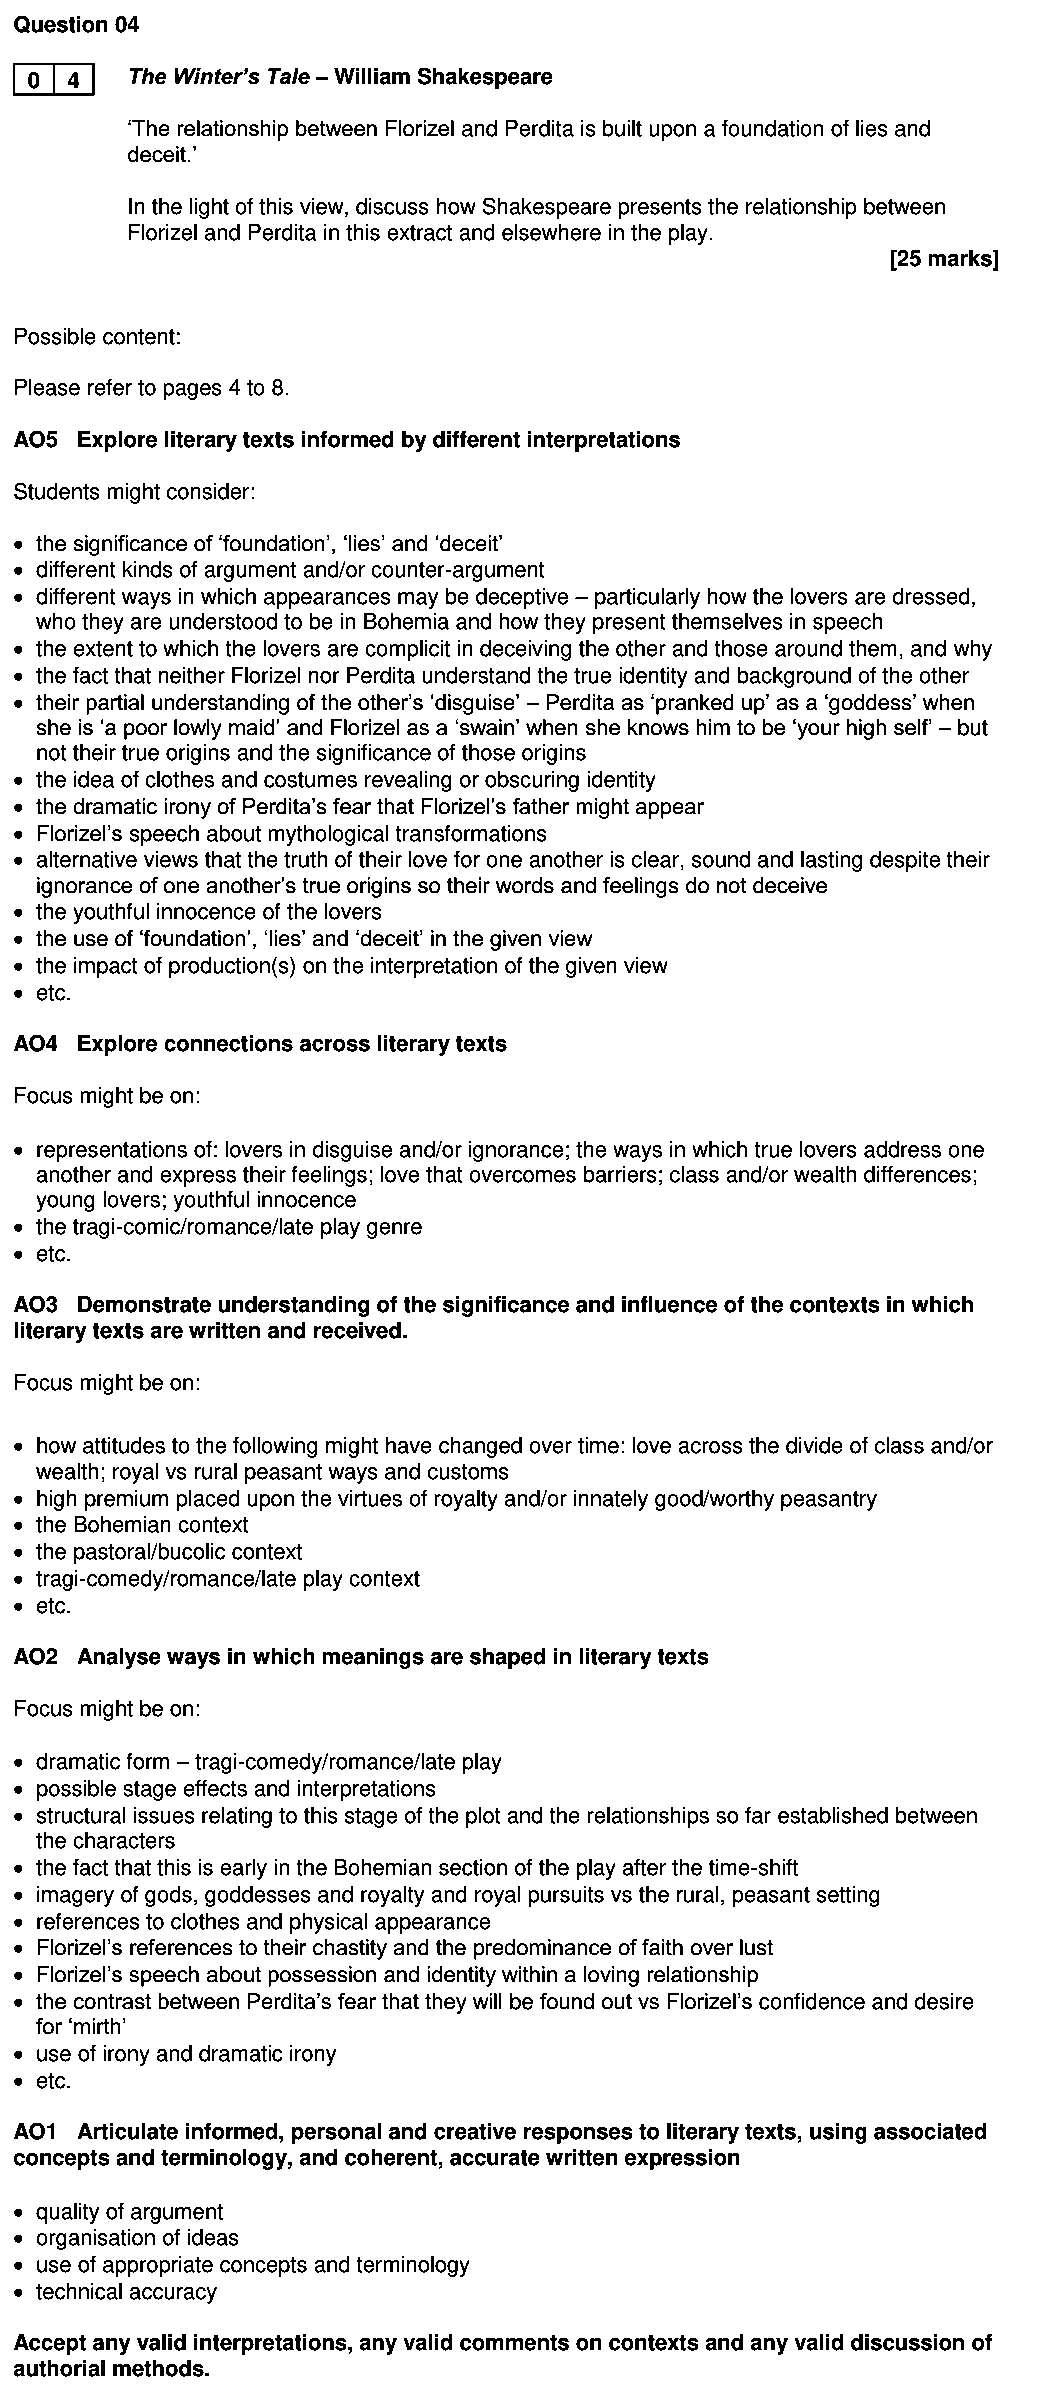 Question 04
0 4 The Winter's Tale – William Shakespeare
‘The relationship between Florizel and Perdita is built upon a foundation of lies and
deceit.’
In the light of this view, discuss how Shakespeare presents the relationship between
Florizel and Perdita in this extract and elsewhere in the play.
[25 marks]
Possible content:
Please refer to pages 4 to 8.
AO5 Explore literary texts informed by different interpretations
Students might consider:
• the significance of ‘foundation’, ‘lies’ and ‘deceit’
• different kinds of argument and/or counter-argument
• different ways in which appearances may be deceptive – particularly how the lovers are dressed,
who they are understood to be in Bohemia and how they present themselves in speech
• the extent to which the lovers are complicit in deceiving the other and those around them, and why
• the fact that neither Florizel nor Perdita understand the true identity and background of the other
• their partial understanding of the other’s ‘disguise’ – Perdita as ‘pranked up’ as a ‘goddess’ when
she is ‘a poor lowly maid’ and Florizel as a ‘swain’ when she knows him to be ‘your high self’ – but
not their true origins and the significance of those origins
• the idea of clothes and costumes revealing or obscuring identity
• the dramatic irony of Perdita’s fear that Florizel’s father might appear
• Florizel’s speech about mythological transformations
• alternative views that the truth of their love for one another is clear, sound and lasting despite their
ignorance of one another’s true origins so their words and feelings do not deceive
• the youthful innocence of the lovers
• the use of ‘foundation’, ‘lies’ and ‘deceit’ in the given view
• the impact of production(s) on the interpretation of the given view
• etc.
AO4 Explore connections across literary texts
Focus might be on:
• representations of: lovers in disguise and/or ignorance; the ways in which true lovers address one
another and express their feelings; love that overcomes barriers; class and/or wealth differences;
young lovers; youthful innocence
• the tragi-comic/romance/late play genre
• etc.
AO3 Demonstrate understanding of the significance and influence of the contexts in which
literary texts are written and received.
Focus might be on:
• how attitudes to the following might have changed over time: love across the divide of class and/or
wealth; royal vs rural peasant ways and customs
• high premium placed upon the virtues of royalty and/or innately good/worthy peasantry
• the Bohemian context
• the pastoral/bucolic context
• tragi-comedy/romance/late play context
• etc.
AO2 Analyse ways in which meanings are shaped in literary texts
Focus might be on:
• dramatic form – tragi-comedy/romance/late play
• possible stage effects and interpretations
• structural issues relating to this stage of the plot and the relationships so far established between
the characters
• the fact that this is early in the Bohemian section of the play after the time-shift
• imagery of gods, goddesses and royalty and royal pursuits vs the rural, peasant setting
• references to clothes and physical appearance
• Florizel’s references to their chastity and the predominance of faith over lust
• Florizel’s speech about possession and identity within a loving relationship
• the contrast between Perdita’s fear that they will be found out vs Florizel’s confidence and desire
for ‘mirth’
• use of irony and dramatic irony
• etc.
AO1 Articulate informed, personal and creative responses to literary texts, using associated
concepts and terminology, and coherent, accurate written expression
• quality of argument
• organisation of ideas
• use of appropriate concepts and terminology
• technical accuracy
Accept any valid interpretations, any valid comments on contexts and any valid discussion of
authorial methods.